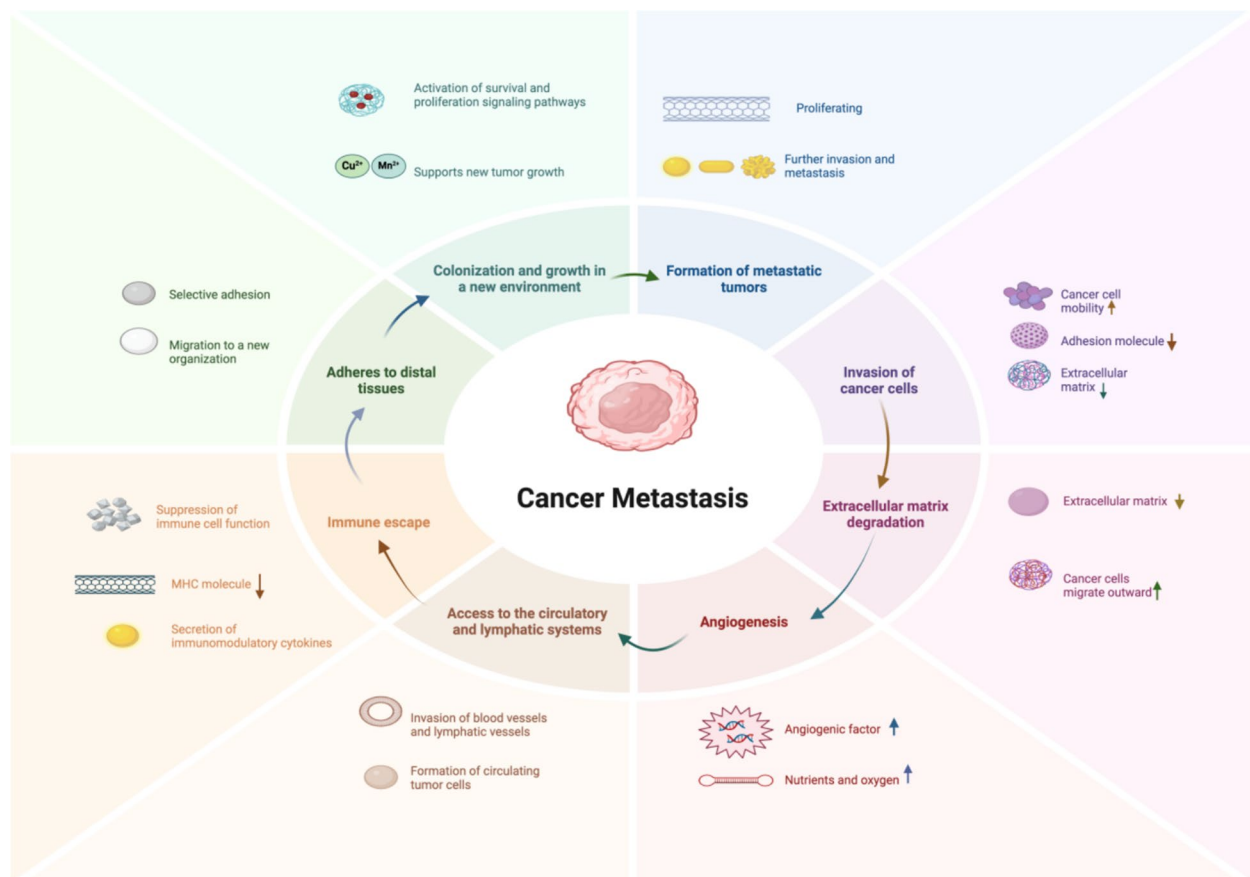 Activation of survival and
proliferation signaling pathways
Cu²⁺
Mn²⁺
Supports new tumor growth
Proliferating
Further invasion and
metastasis
Colonization and growth in
a new environment
Formation of metastatic
tumors
Selective adhesion
Migration to a new
organization
Cancer cell
mobility
Adhesion molecule
Extracellular
matrix
Adheres to distal
tissues
Invasion of
cancer cells
Cancer Metastasis
Suppression of
immune cell function
MHC molecule
Secretion of
immunomodulatory cytokines
Immune escape
Extracellular matrix
degradation
Extracellular matrix
Cancer cells
migrate outward
Access to the circulatory
and lymphatic systems
Angiogenesis
Invasion of blood vessels
and lymphatic vessels
Formation of circulating
tumor cells
Angiogenic factor
Nutrients and oxygen